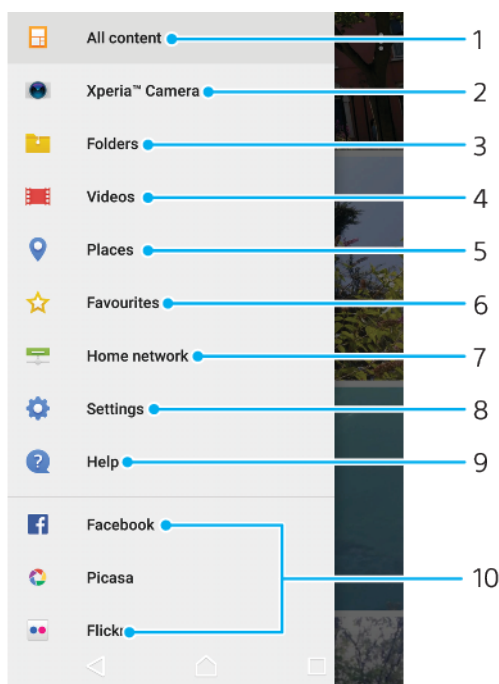 All content 1
Xperia™ Camera 2
Folders 3
Videos 4
Places 5
Favourites 6
Home network 7
Settings 8
? Help 9
f Facebook
Picasa 10
Flickr